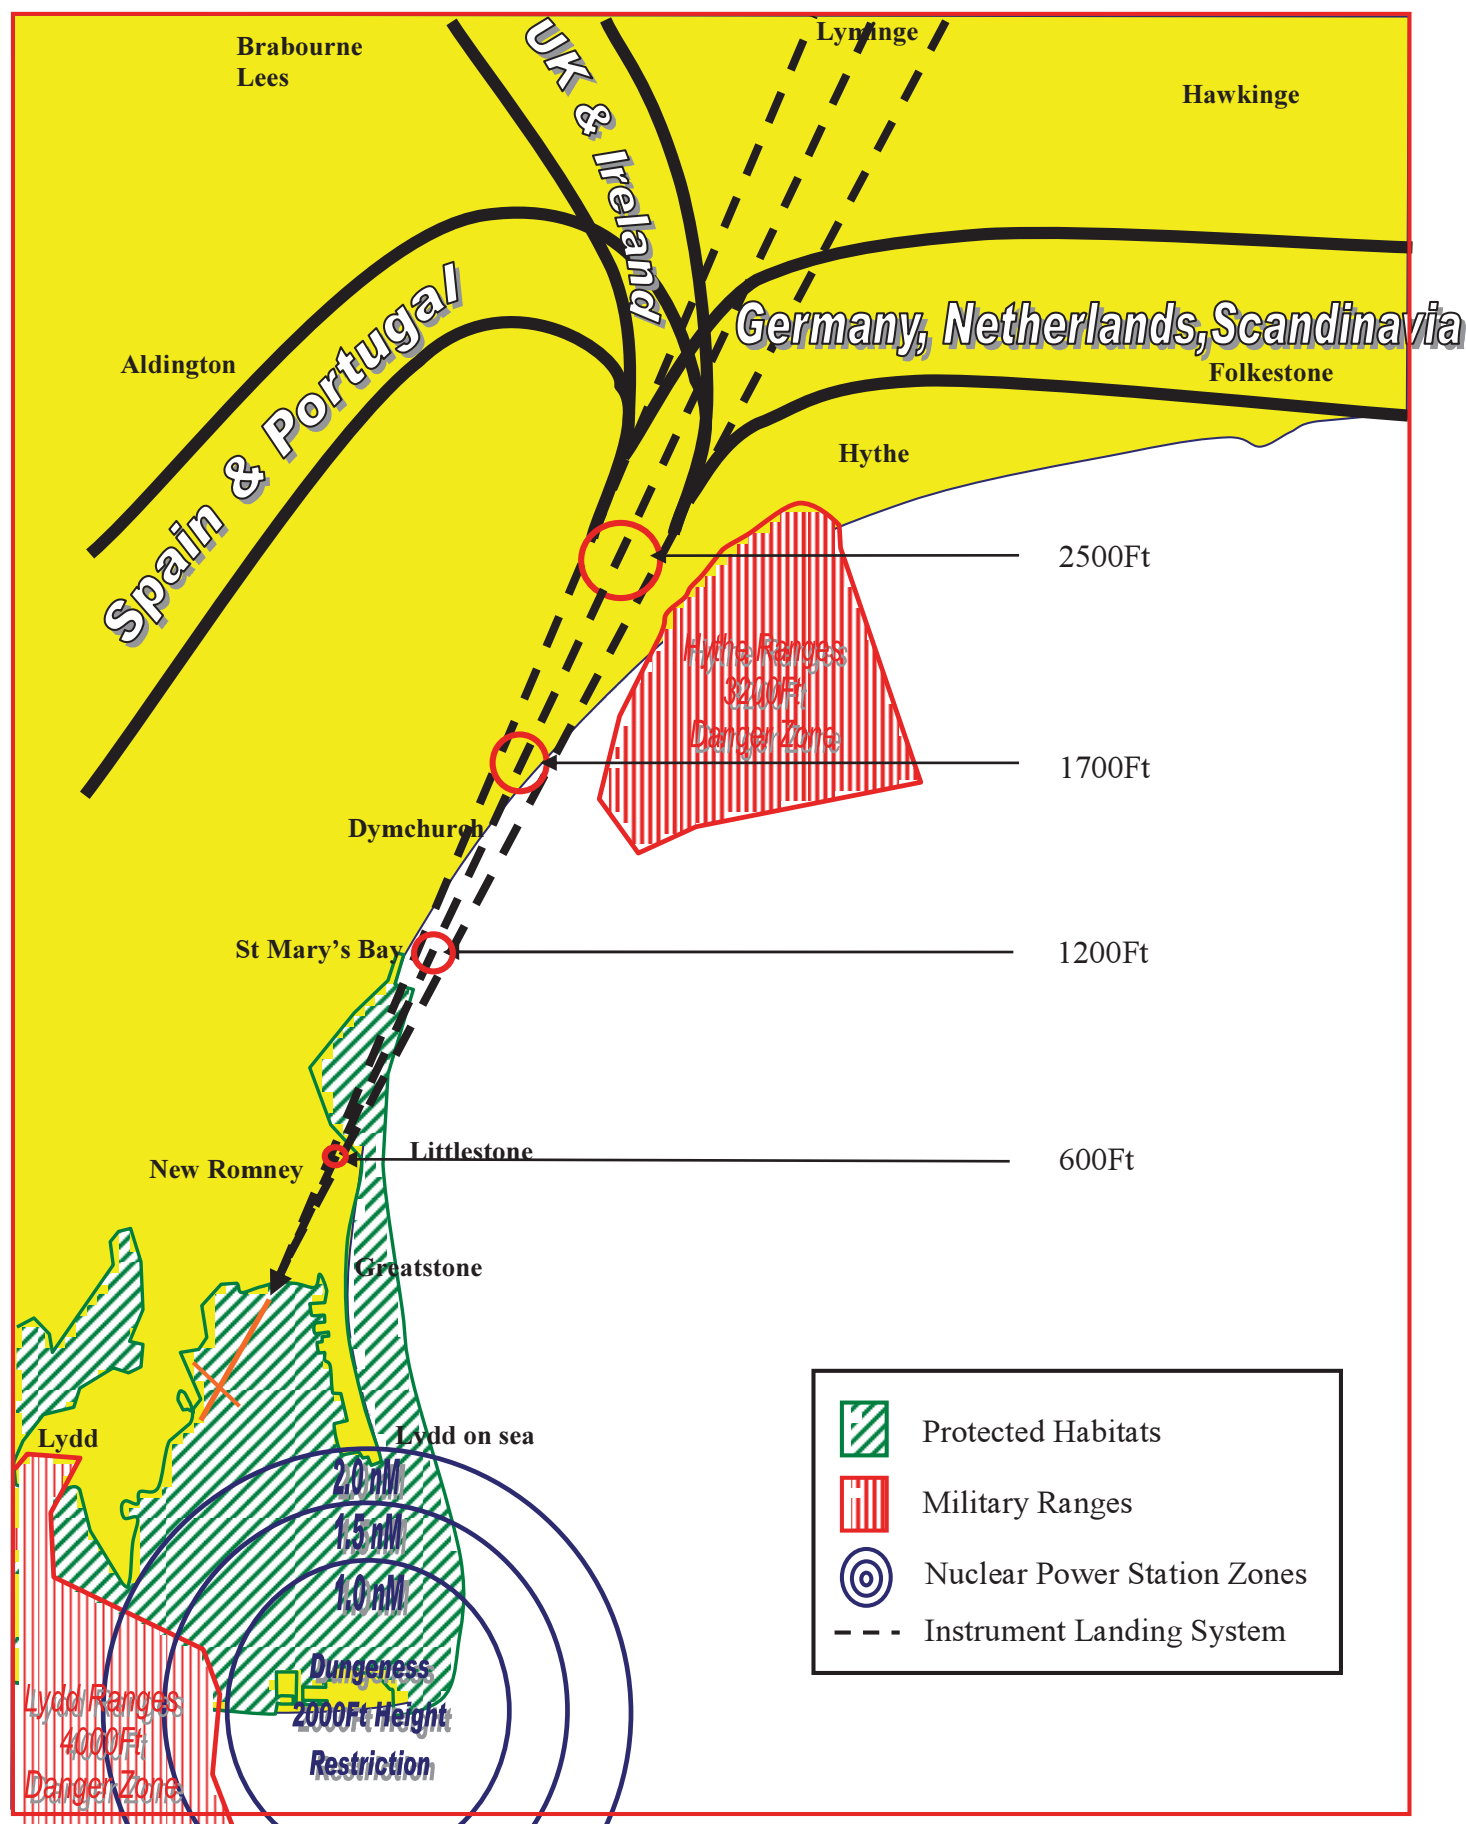 Lyminge
Brabourne
Lees
UK & Ireland
Hawkinge
Spain & Portugal
Germany, Netherlands,Scandinavia
Aldington
Folkestone
Hythe
2500Ft
Hythe Ranges
3200Ft
Danger Zone
1700Ft
Dymchurch
St Mary’s Bay
1200Ft
Littlestone
New Romney
600Ft
Greatstone
Lydd
Lydd on sea
2.0 nM
1.5 nM
1.0 nM
Dungeness
2000Ft Height
Restriction
Lydd Ranges
4000Ft
Danger Zone
Protected Habitats
Military Ranges
Nuclear Power Station Zones
Instrument Landing System